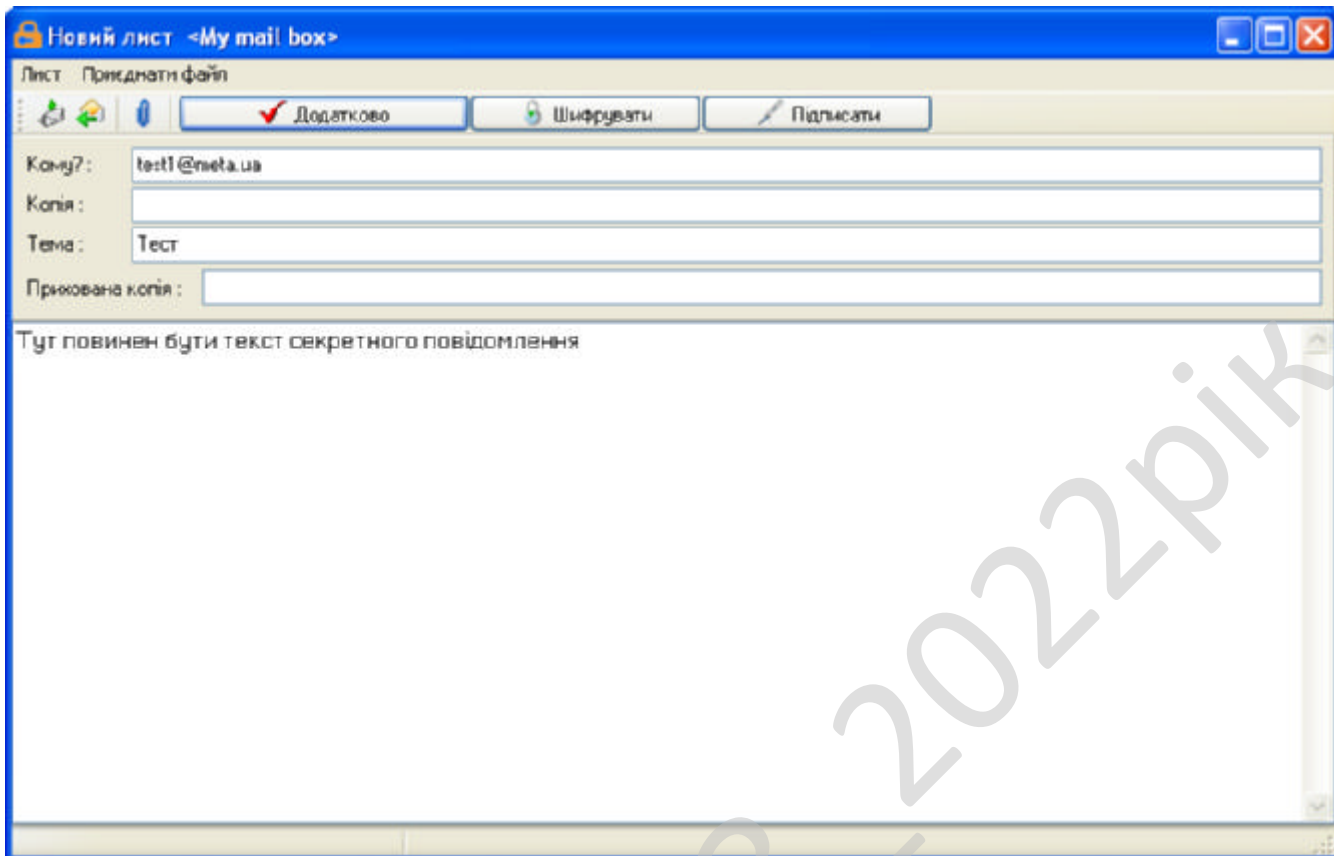 Новий лист <My mail box>
Лист Приєднати файл
Додатково Шифрувати Підписати
Кому?: test1@meta.ua
Копія :
Тема : Тест
Прихована копія :
Тут повинен бути текст секретного повідомлення
2022рік